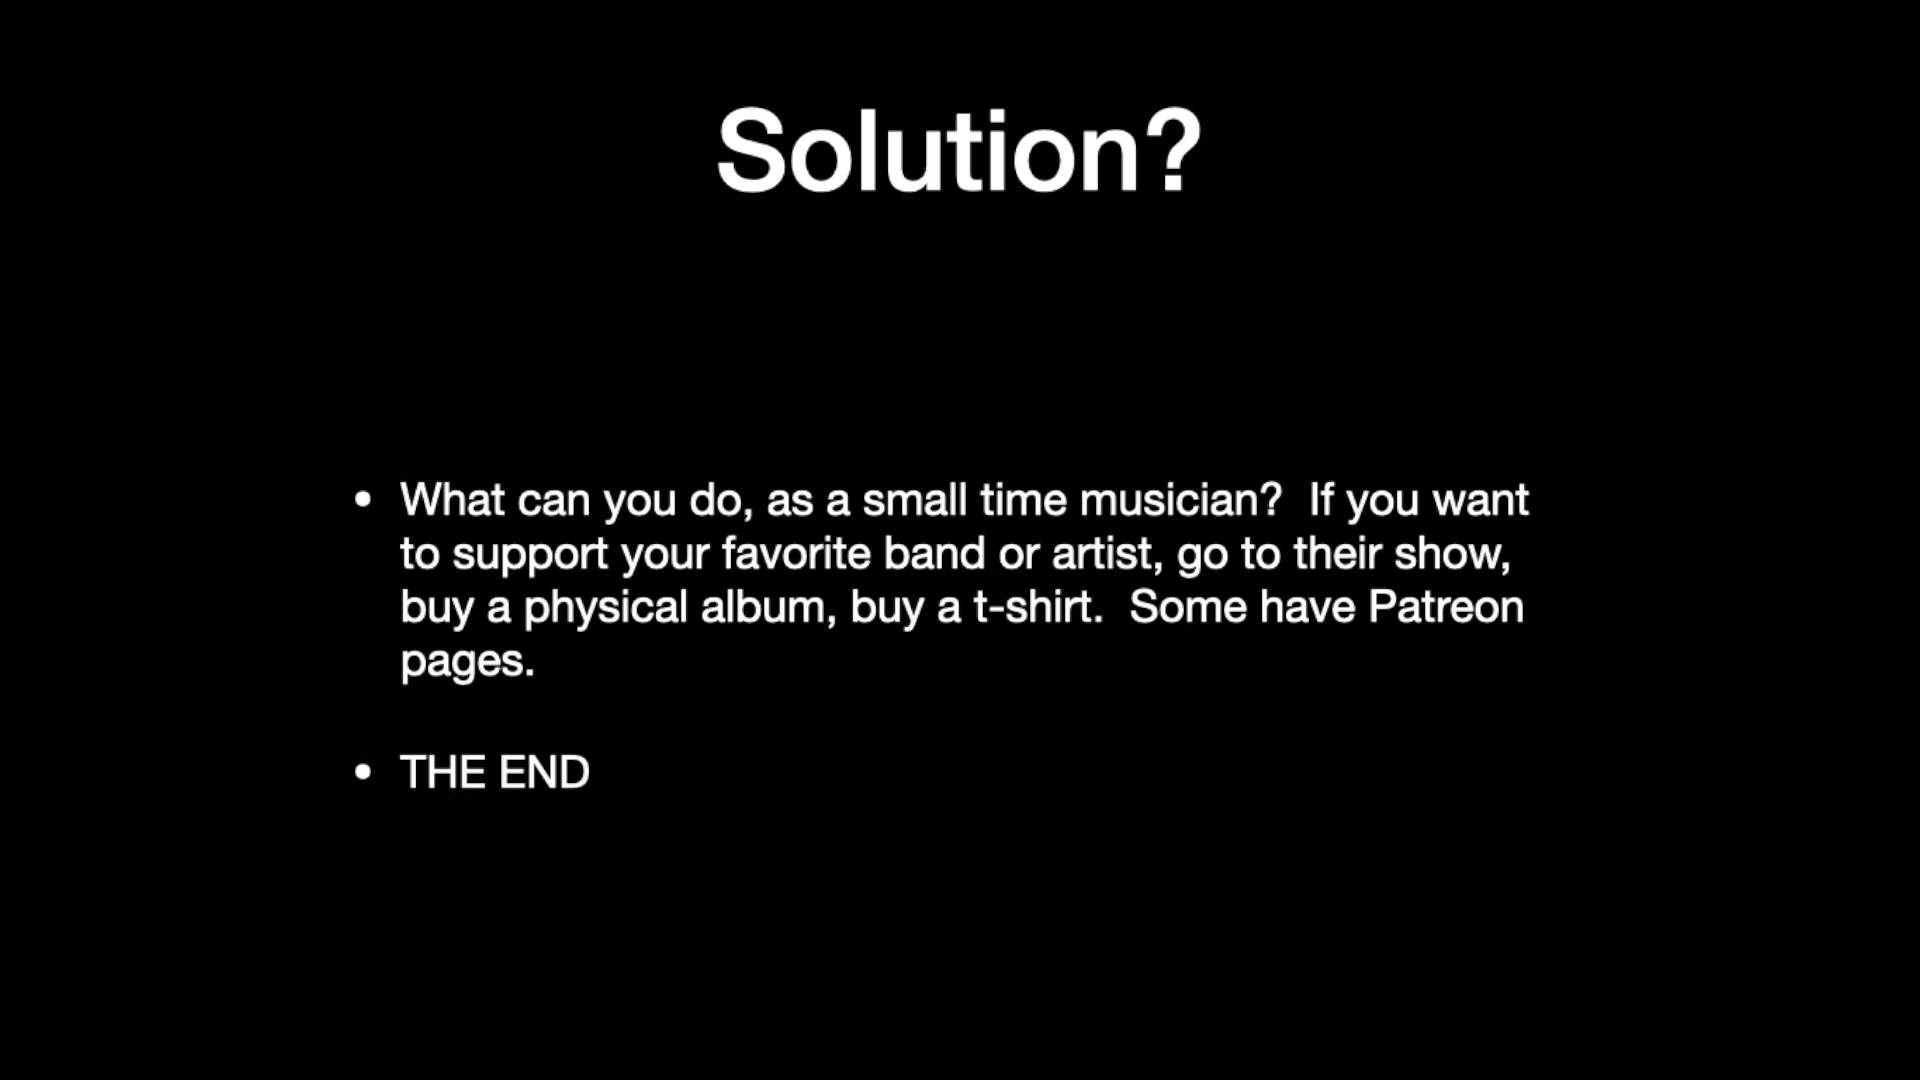 Solution?
• What can you do, as a small time musician?  If you want
to support your favorite band or artist, go to their show,
buy a physical album, buy a t-shirt.  Some have Patreon
pages.
• THE END